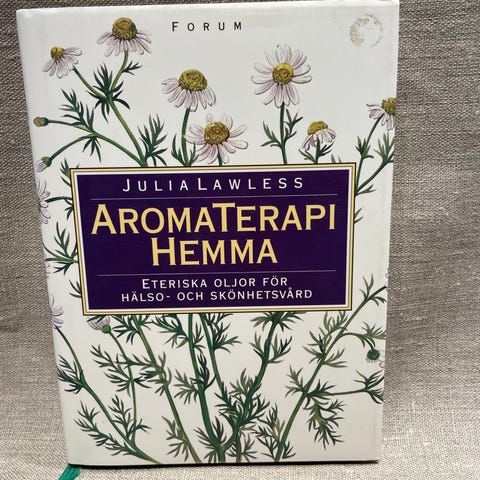 FORUM
JULIA LAWLESS
AROMATERAPI
HEMMA
ETERISKA OLJOR FÖR
HÄLSO- OCH SKÖNHETSVÅRD